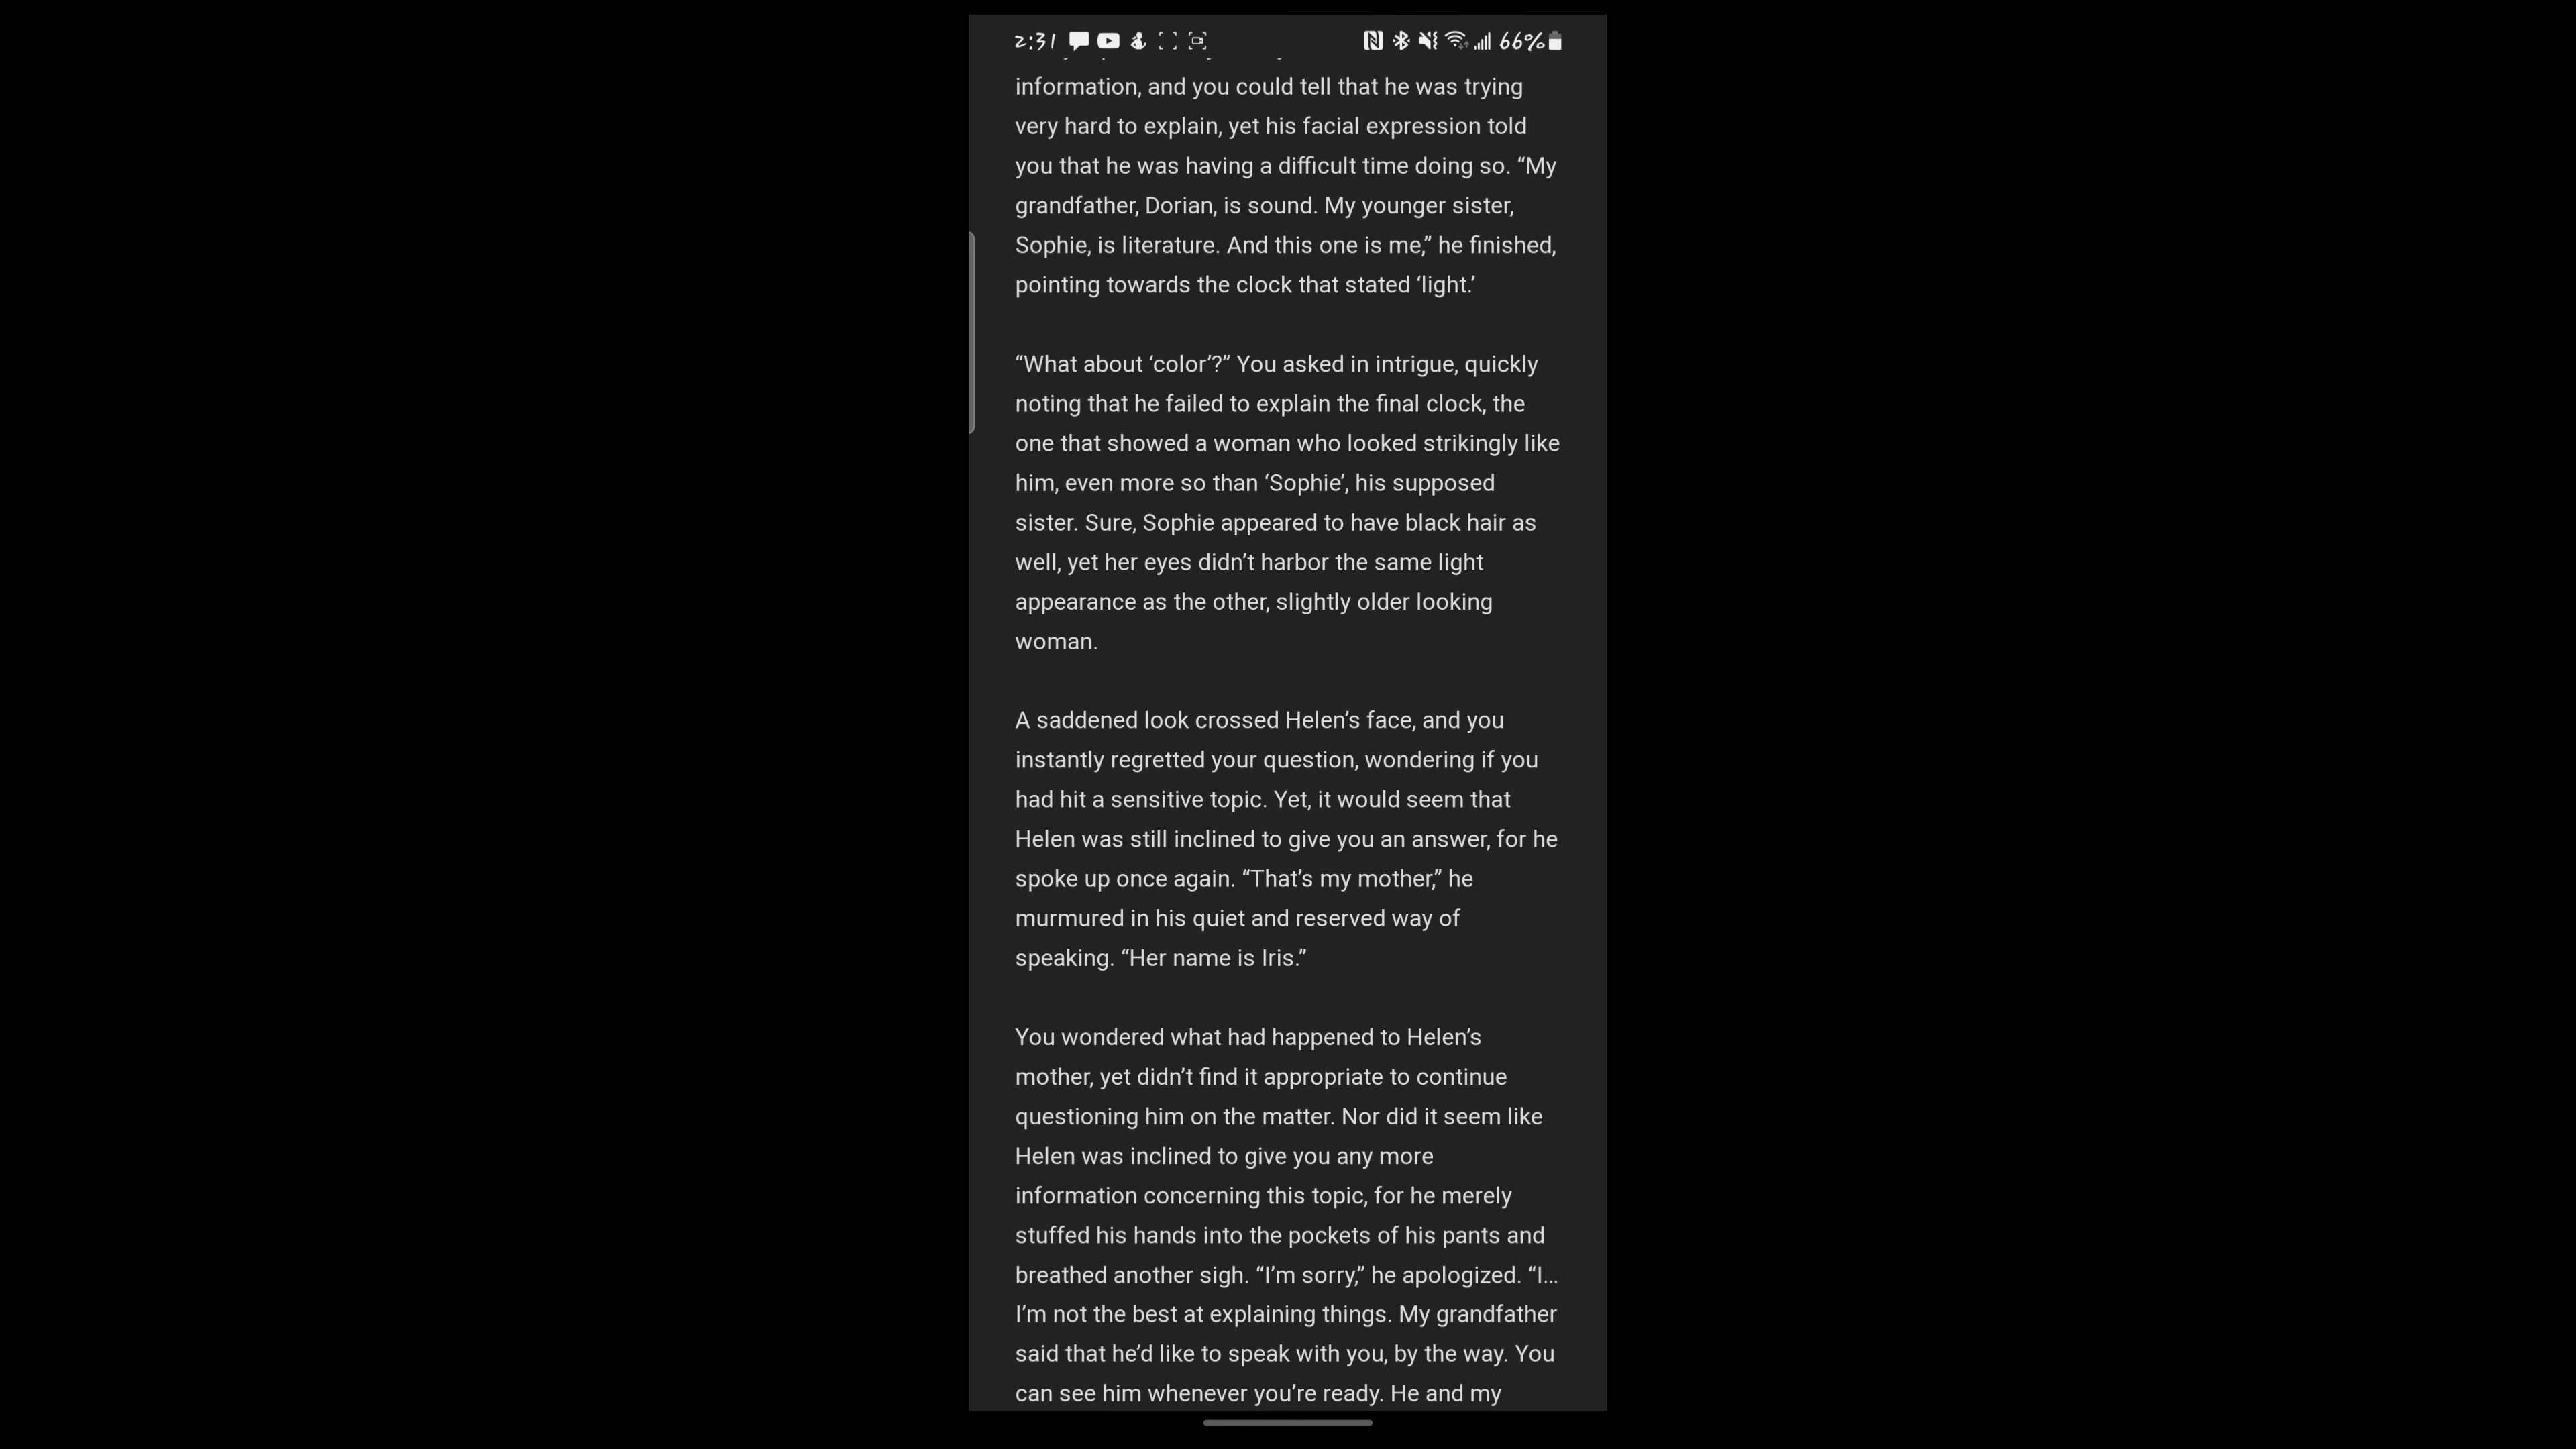 2:31 66%
information, and you could tell that he was trying
very hard to explain, yet his facial expression told
you that he was having a difficult time doing so. “My
grandfather, Dorian, is sound. My younger sister,
Sophie, is literature. And this one is me,” he finished,
pointing towards the clock that stated ‘light.’
“What about ‘color’?” You asked in intrigue, quickly
noting that he failed to explain the final clock, the
one that showed a woman who looked strikingly like
him, even more so than ‘Sophie’, his supposed
sister. Sure, Sophie appeared to have black hair as
well, yet her eyes didn’t harbor the same light
appearance as the other, slightly older looking
woman.
A saddened look crossed Helen’s face, and you
instantly regretted your question, wondering if you
had hit a sensitive topic. Yet, it would seem that
Helen was still inclined to give you an answer, for he
spoke up once again. “That’s my mother,” he
murmured in his quiet and reserved way of
speaking. “Her name is Iris.”
You wondered what had happened to Helen’s
mother, yet didn’t find it appropriate to continue
questioning him on the matter. Nor did it seem like
Helen was inclined to give you any more
information concerning this topic, for he merely
stuffed his hands into the pockets of his pants and
breathed another sigh. “I’m sorry,” he apologized. “I…
I’m not the best at explaining things. My grandfather
said that he’d like to speak with you, by the way. You
can see him whenever you’re ready. He and my